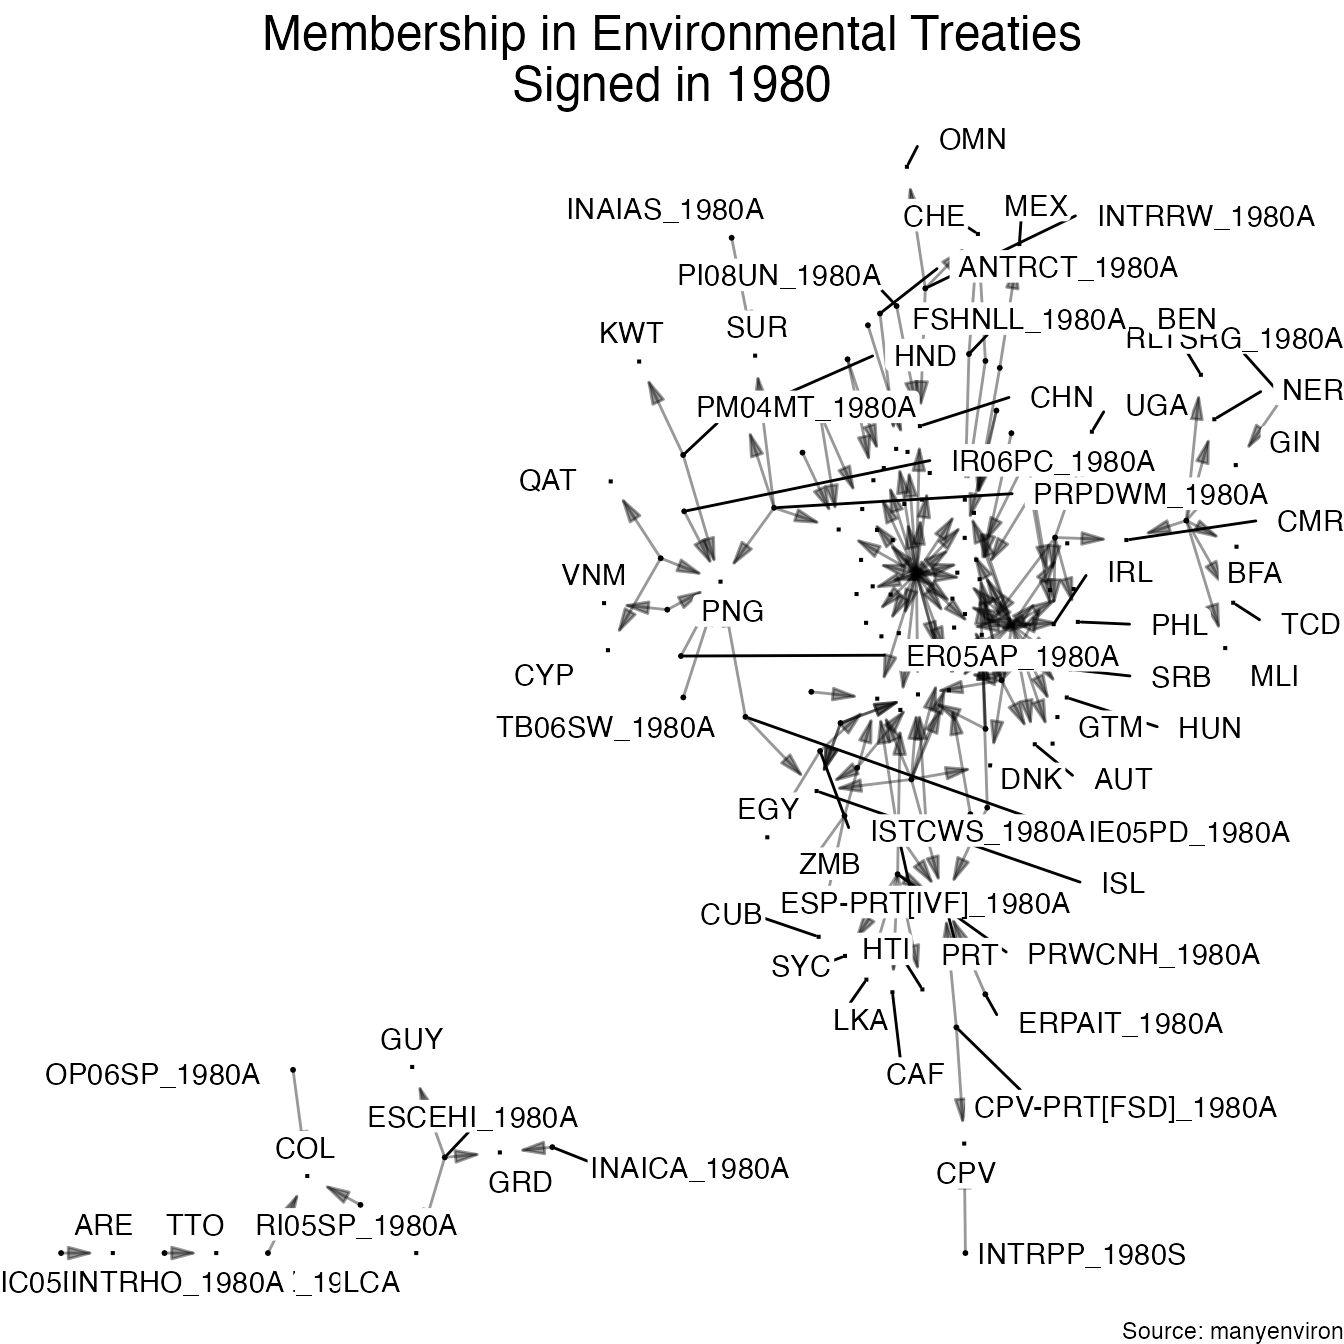 Membership in Environmental Treaties
Signed in 1980
OMN
INAIAS_1980A
CHE
MEX
INTRRW_1980A
PI08UN_1980A
ANTRCT_1980A
KWT
SUR
FSHNLL_1980A
BEN
HND
NER
PM04MT_1980A
CHN
UGA
GIN
IR06PC_1980A
QAT
PRPDWM_1980A
CMR
VNM
IRL
BFA
PNG
PHL
TCD
ER05AP_1980A
CYP
SRB
MLI
TB06SW_1980A
GTM
HUN
DNK
AUT
EGY
ISTCWS_1980A
IE05PD_1980A
ZMB
ISL
ESP-PRT[IVF]_1980A
CUB
HTI
PRT
PRWCNH_1980A
SYC
LKA
ERPAIT_1980A
GUY
OP06SP_1980A
CAF
ESCEHI_1980A
CPV-PRT[FSD]_1980A
COL
INAICA_1980A
GRD
CPV
ARE
TTO
RI05SP_1980A
INTRPP_1980S
INTRHO_1980A
LCA
Source: manyenviron